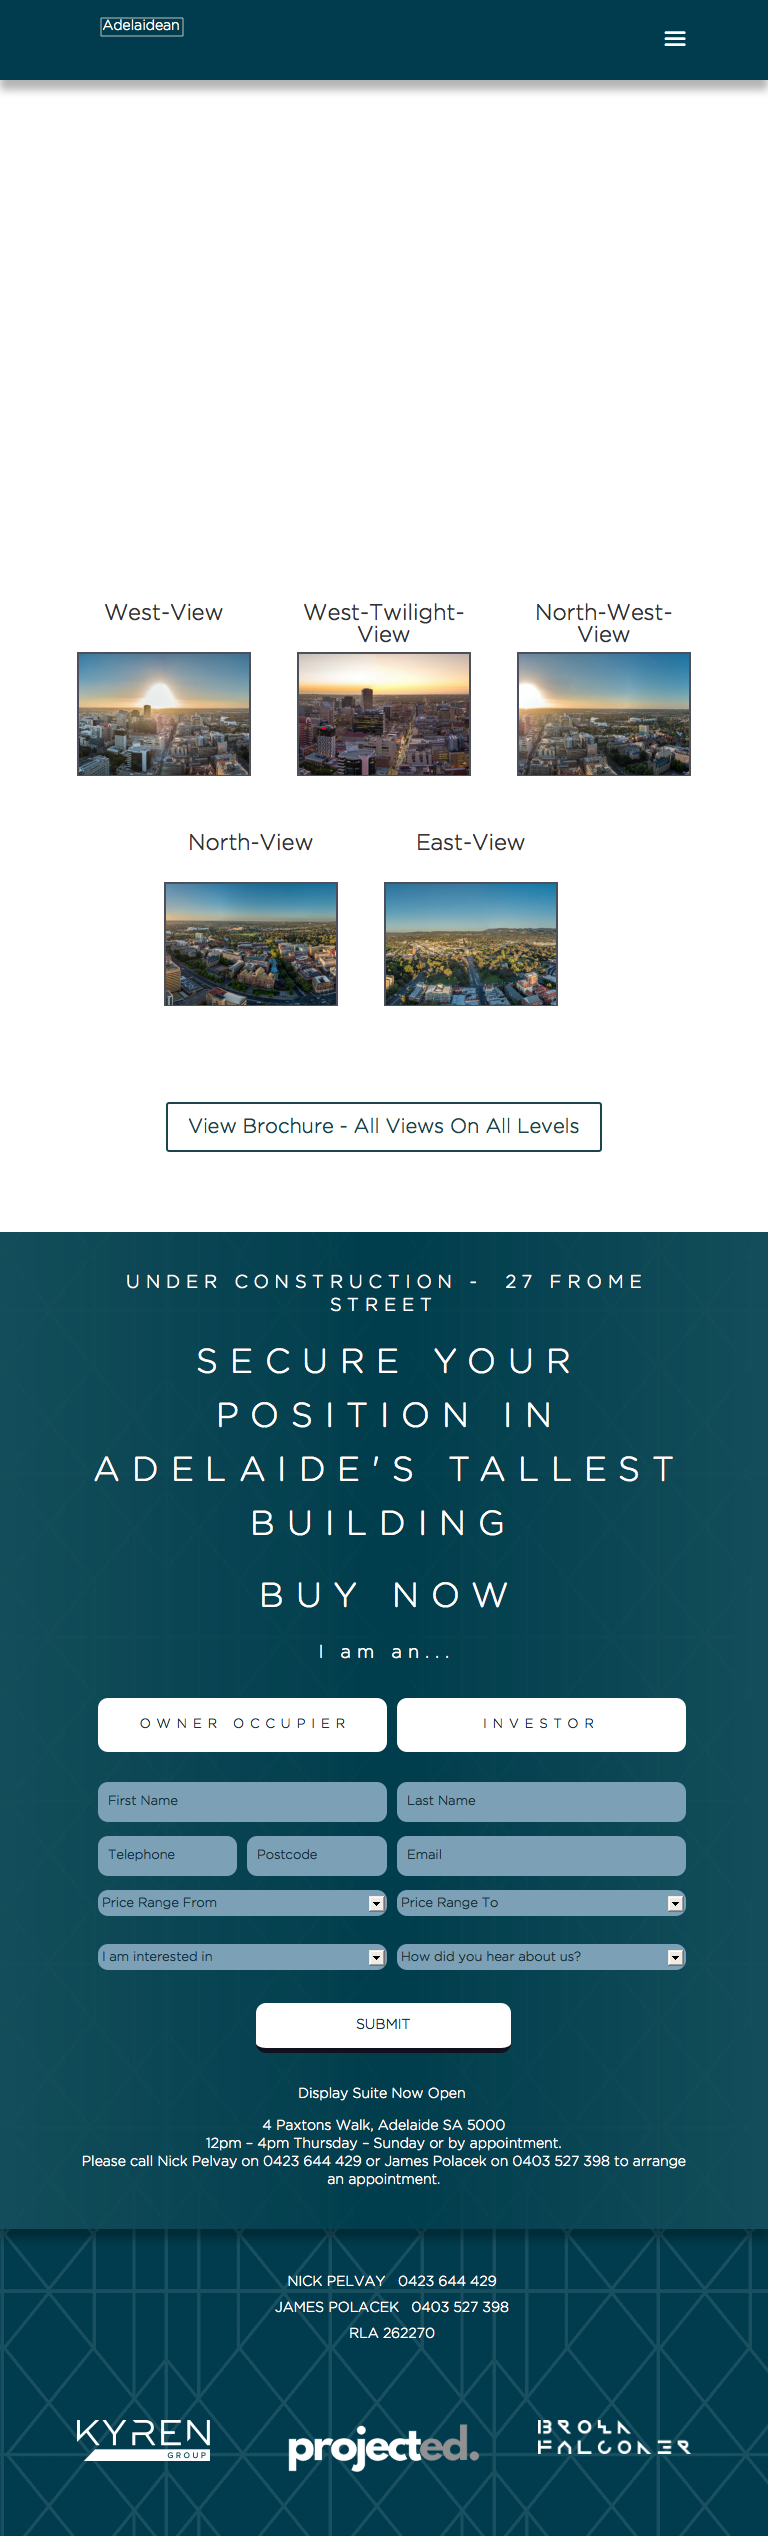 Adelaidean
West-View
West-Twilight-
View
North-West-
View
North-View
East-View
View Brochure - All Views On All Levels
UNDER CONSTRUCTION - 27 FROME
STREET
SECURE YOUR
POSITION IN
ADELAIDE'S TALLEST
BUILDING
BUY NOW
I am an...
OWNER OCCUPIER
INVESTOR
First Name
Last Name
Telephone
Postcode
Email
Price Range From
Price Range To
I am interested in
How did you hear about us?
SUBMIT
Display Suite Now Open
4 Paxtons Walk, Adelaide SA 5000
12pm – 4pm Thursday – Sunday or by appointment.
Please call Nick Pelvay on 0423 644 429 or James Polacek on 0403 527 398 to arrange
an appointment.
NICK PELVAY 0423 644 429
JAMES POLACEK 0403 527 398
RLA 262270
KYREN
GROUP
projected.
BROWN
FALCONER